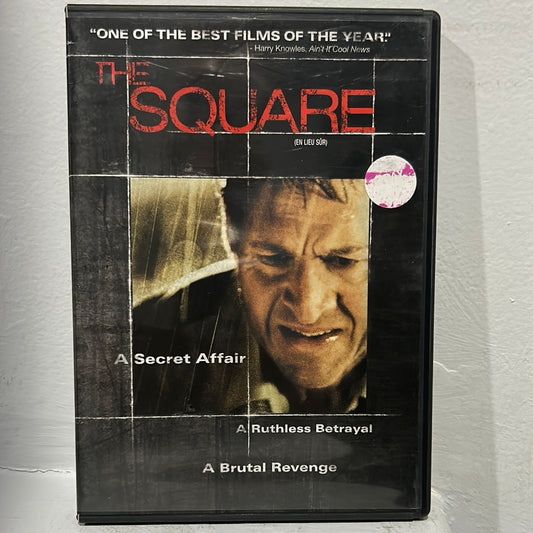 "ONE OF THE BEST FILMS OF THE YEAR."
- Harry Knowles, Ain't It Cool News
THE
SQUARE
(EN LIEU SÛR)
A Secret Affair
A Ruthless Betrayal
A Brutal Revenge